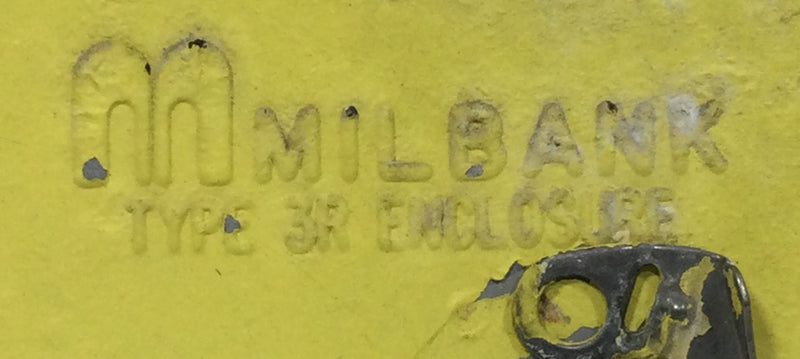 MILBANK
TYPE 3R ENCLOSURE